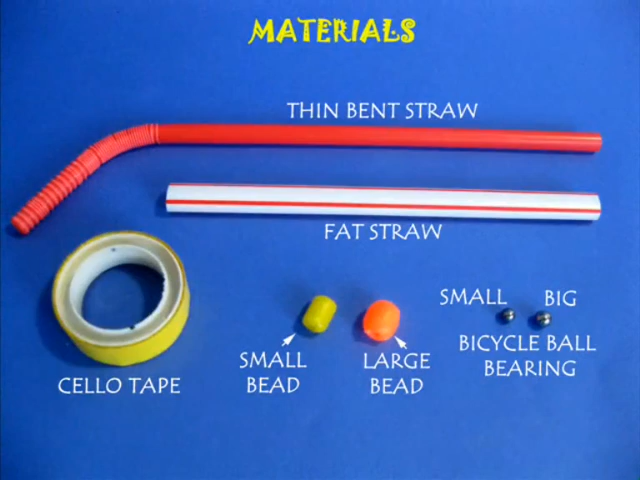 MATERIALS
THIN BENT STRAW
FAT STRAW
SMALL BIG
BICYCLE BALL
BEARING
SMALL
BEAD
LARGE
BEAD
CELLO TAPE